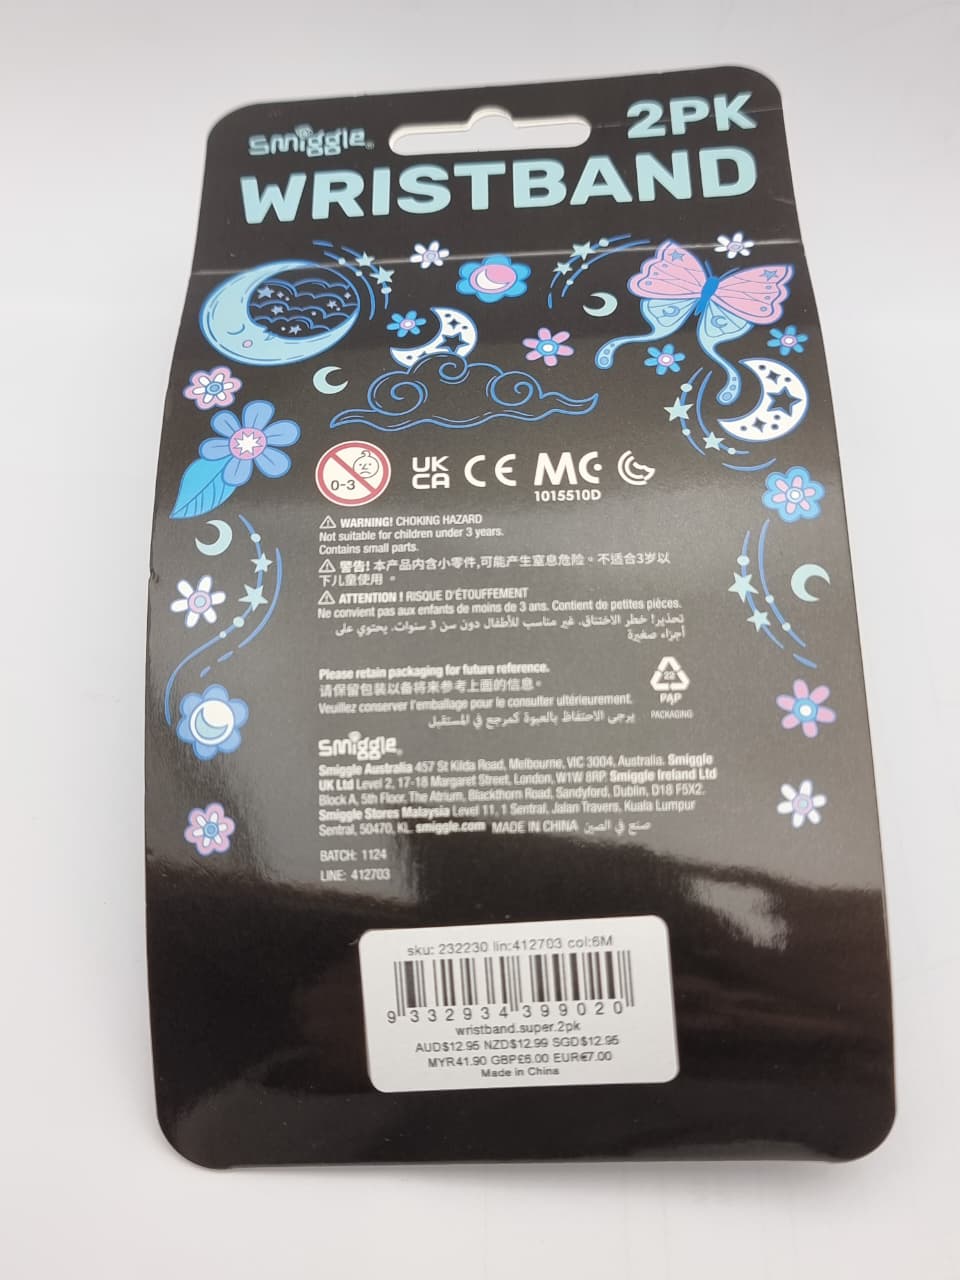 smiggle
2PK
WRISTBAND
0-3
UK
CA
CE
1015510D
WARNING! CHOKING HAZARD
Not suitable for children under 3 years.
Contains small parts.
警告! 本产品内含小零件,可能产生窒息危险。不适合3岁以
下儿童使用 。
ATTENTION ! RISQUE D'ÉTOUFFEMENT
Ne convient pas aux enfants de moins de 3 ans. Contient de petites pièces.
تحذير! خطر الاختناق. غير مناسب للأطفال دون سن 3 سنوات. يحتوي على
أجزاء صغيرة
Please retain packaging for future reference.
请保留包装以备将来参考上面的信息。
Veuillez conserver l'emballage pour le consulter ultérieurement.
يرجى الاحتفاظ بالعبوة كمرجع في المستقبل
22
PAP
PACKAGING
smiggle
Smiggle Australia 457 St Kilda Road, Melbourne, VIC 3004, Australia. Smiggle
UK Ltd Level 2, 17-18 Margaret Street, London, W1W 8RP. Smiggle Ireland Ltd
Block A, 5th Floor, The Atrium, Blackthorn Road, Sandyford, Dublin, D18 F5X2.
Smiggle Stores Malaysia Level 11, 1 Sentral, Jalan Travers, Kuala Lumpur
Sentral, 50470, KL. smiggle.com MADE IN CHINA صنع في الصين
BATCH: 1124
LINE: 412703
sku: 232230 lin:412703 col:6M
9 332934 399020
wristband.super.2pk
AUD$12.95 NZD$12.99 SGD$12.95
MYR41.90 GBP£6.00 EUR€7.00
Made in China